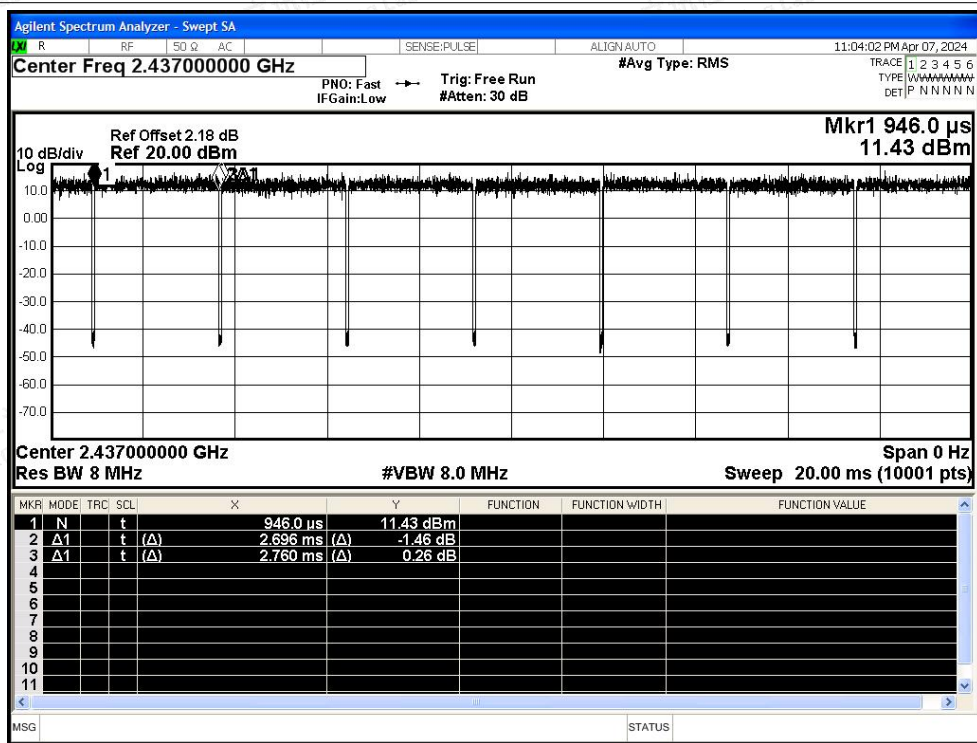 Agilent Spectrum Analyzer - Swept SA
LXI R RF 50 Ω AC SENSE:PULSE ALIGN AUTO 11:04:02 PM Apr 07, 2024
Center Freq 2.437000000 GHz
PNO: Fast
IFGain:Low
Trig: Free Run
#Atten: 30 dB
#Avg Type: RMS
TRACE 1 2 3 4 5 6
TYPE
DET P N N N N N
Mkr1 946.0 µs
11.43 dBm
Ref Offset 2.18 dB
10 dB/div Ref 20.00 dBm
Log
1 3Δ1
10.0
0.00
-10.0
-20.0
-30.0
-40.0
-50.0
-60.0
-70.0
Center 2.437000000 GHz Span 0 Hz
Res BW 8 MHz #VBW 8.0 MHz Sweep 20.00 ms (10001 pts)
MKR MODE TRC SCL X Y FUNCTION FUNCTION WIDTH FUNCTION VALUE
1 N t 946.0 µs 11.43 dBm
2 Δ1 t (Δ) 2.696 ms (Δ) -1.46 dB
3 Δ1 t (Δ) 2.760 ms (Δ) 0.26 dB
4
5
6
7
8
9
10
11
MSG STATUS